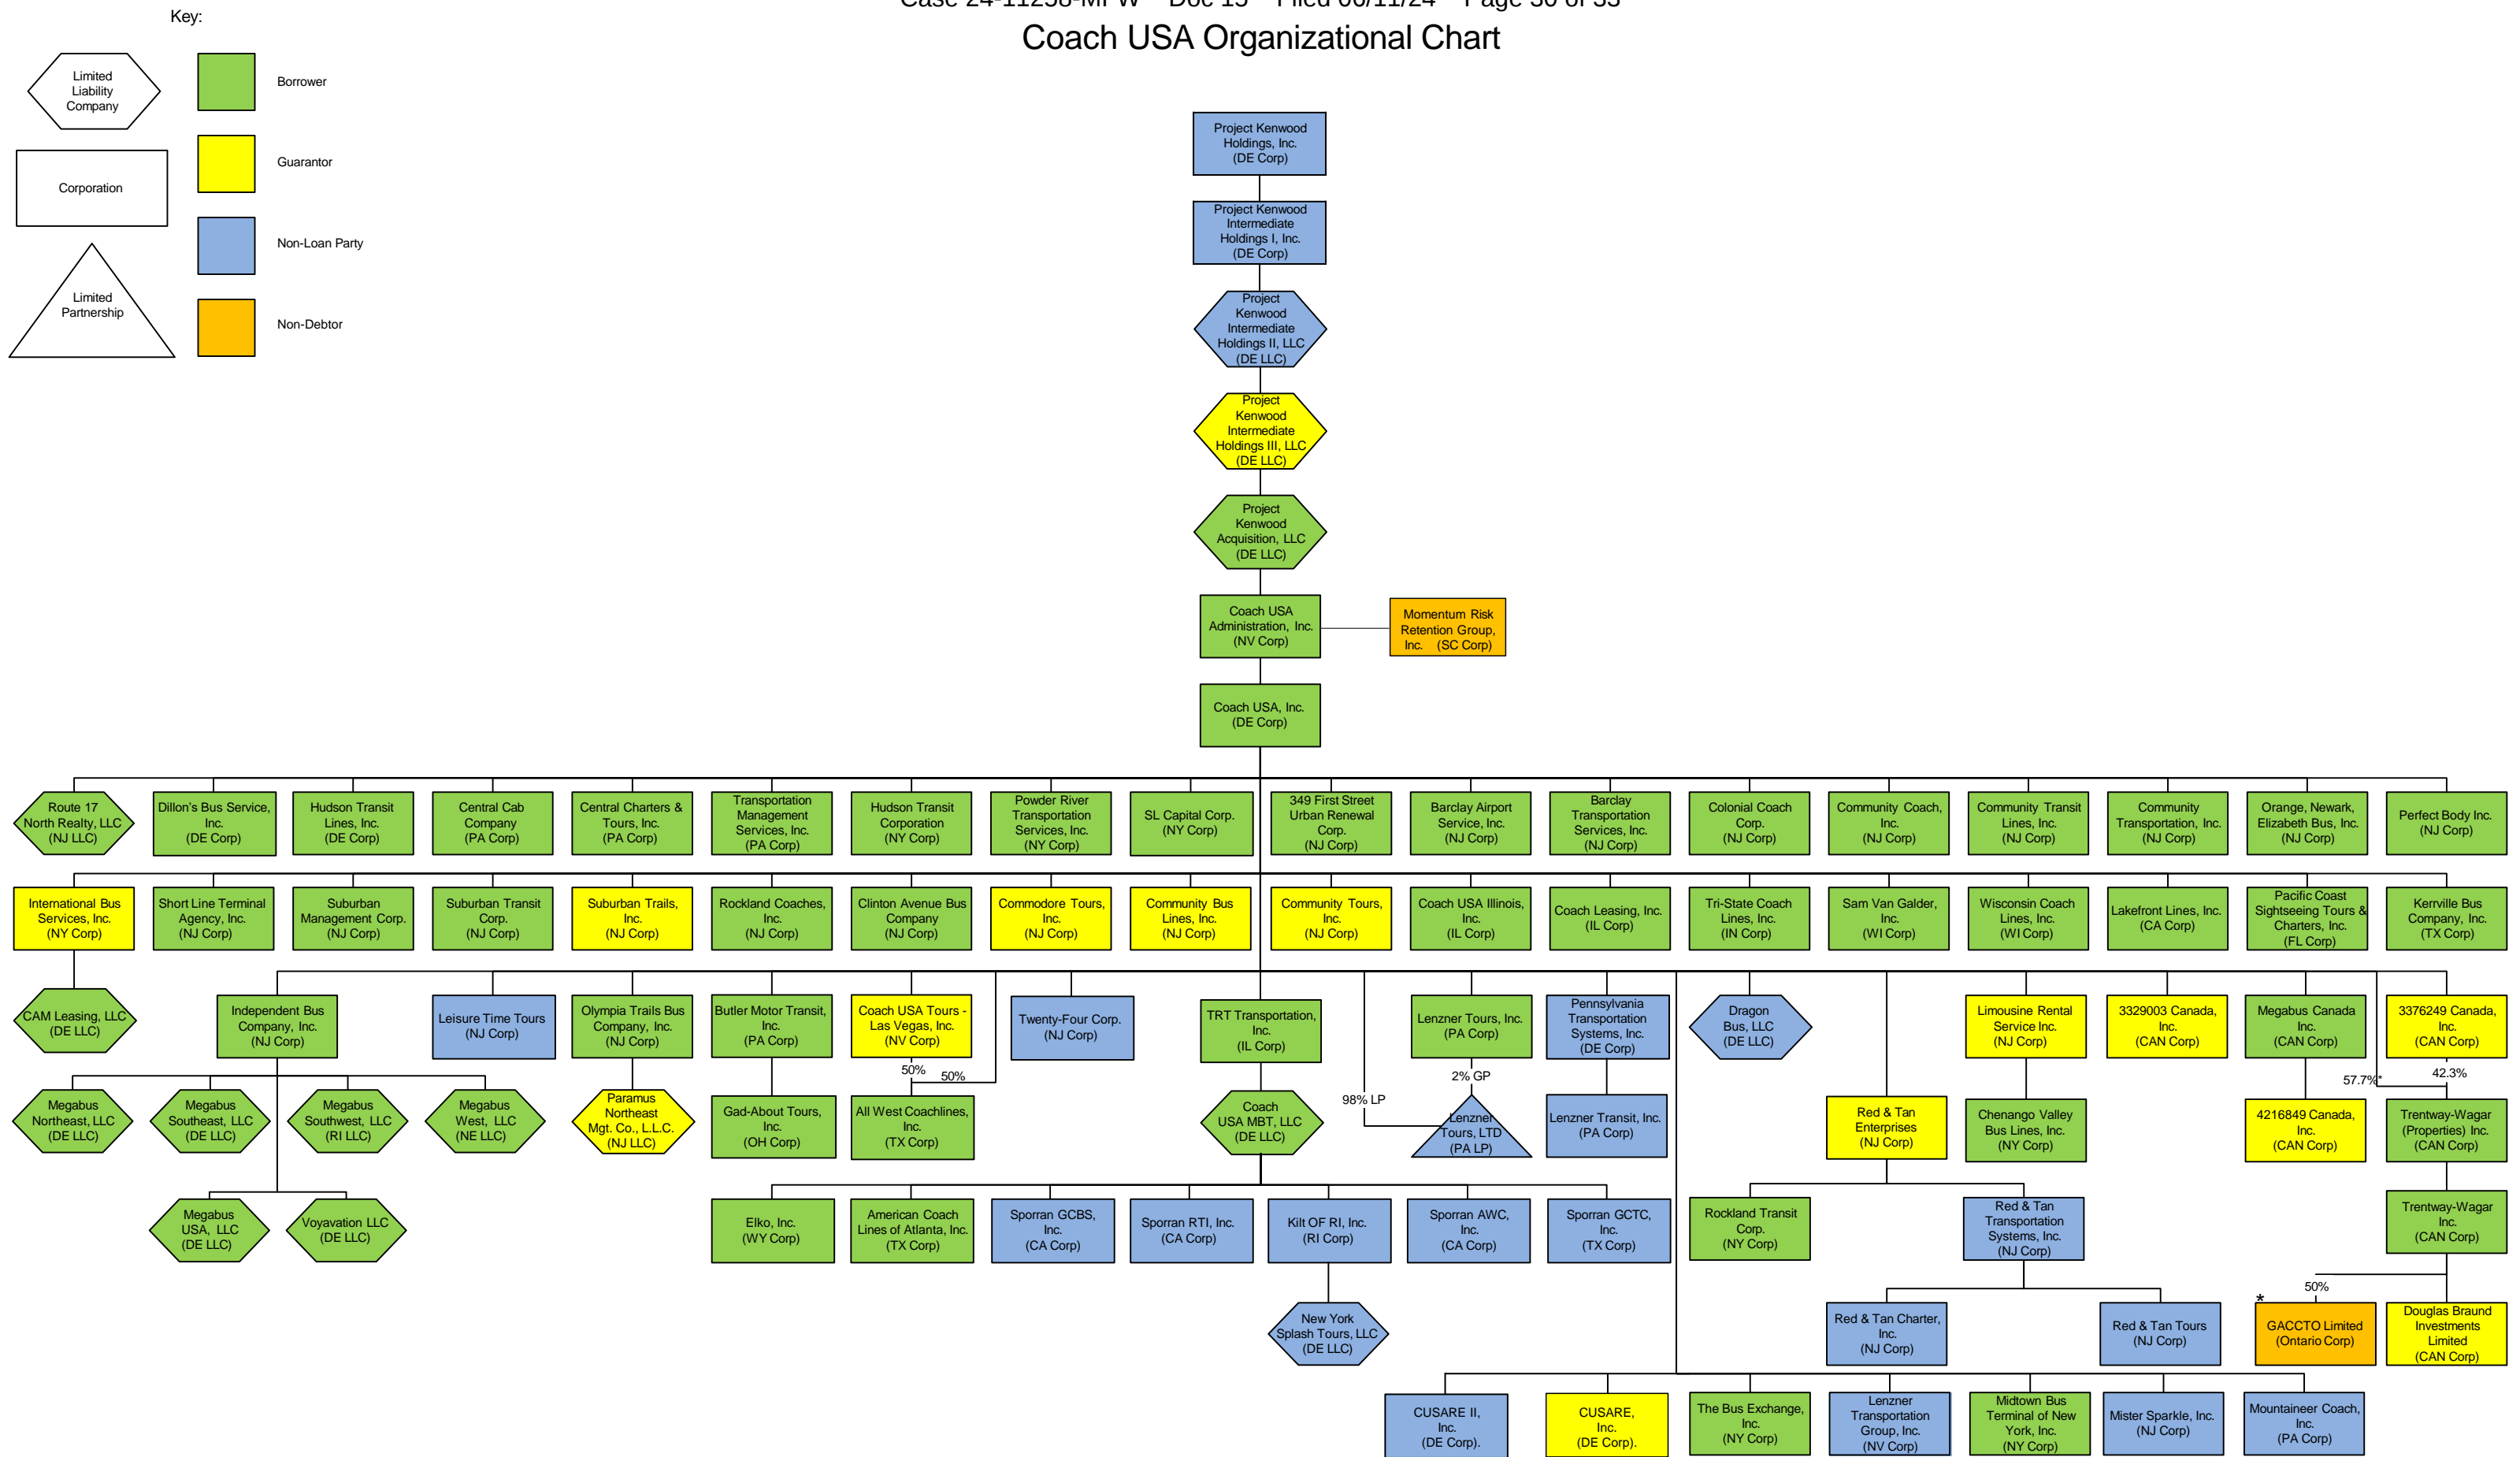 Case 24-11258-MFW Doc 15 Filed 06/11/24 Page 30 of 33
Coach USA Organizational Chart
Key:
Limited
Liability
Company
Borrower
Corporation
Guarantor
Limited
Partnership
Non-Loan Party
Non-Debtor
Project Kenwood
Holdings, Inc.
(DE Corp)
Project Kenwood
Intermediate
Holdings I, Inc.
(DE Corp)
Project
Kenwood
Intermediate
Holdings II, LLC
(DE LLC)
Project
Kenwood
Intermediate
Holdings III, LLC
(DE LLC)
Project
Kenwood
Acquisition, LLC
(DE LLC)
Coach USA
Administration, Inc.
(NV Corp)
Momentum Risk
Retention Group,
Inc. (SC Corp)
Coach USA, Inc.
(DE Corp)
Route 17
North Realty, LLC
(NJ LLC)
Dillon's Bus Service,
Inc.
(DE Corp)
Hudson Transit
Lines, Inc.
(DE Corp)
Central Cab
Company
(PA Corp)
Central Charters &
Tours, Inc.
(PA Corp)
Transportation
Management
Services, Inc.
(PA Corp)
Hudson Transit
Corporation
(NY Corp)
Powder River
Transportation
Services, Inc.
(NY Corp)
SL Capital Corp.
(NY Corp)
349 First Street
Urban Renewal
Corp.
(NJ Corp)
Barclay Airport
Service, Inc.
(NJ Corp)
Barclay
Transportation
Services, Inc.
(NJ Corp)
Colonial Coach
Corp.
(NJ Corp)
Community Coach,
Inc.
(NJ Corp)
Community Transit
Lines, Inc.
(NJ Corp)
Community
Transportation, Inc.
(NJ Corp)
Orange, Newark,
Elizabeth Bus, Inc.
(NJ Corp)
Perfect Body Inc.
(NJ Corp)
International Bus
Services, Inc.
(NY Corp)
Short Line Terminal
Agency, Inc.
(NJ Corp)
Suburban
Management Corp.
(NJ Corp)
Suburban Transit
Corp.
(NJ Corp)
Suburban Trails,
Inc.
(NJ Corp)
Rockland Coaches,
Inc.
(NJ Corp)
Clinton Avenue Bus
Company
(NJ Corp)
Commodore Tours,
Inc.
(NJ Corp)
Community Bus
Lines, Inc.
(NJ Corp)
Community Tours,
Inc.
(NJ Corp)
Coach USA Illinois,
Inc.
(IL Corp)
Coach Leasing, Inc.
(IL Corp)
Tri-State Coach
Lines, Inc.
(IN Corp)
Sam Van Galder,
Inc.
(WI Corp)
Wisconsin Coach
Lines, Inc.
(WI Corp)
Lakefront Lines, Inc.
(CA Corp)
Pacific Coast
Sightseeing Tours &
Charters, Inc.
(FL Corp)
Kerrville Bus
Company, Inc.
(TX Corp)
CAM Leasing, LLC
(DE LLC)
Independent Bus
Company, Inc.
(NJ Corp)
Leisure Time Tours
(NJ Corp)
Olympia Trails Bus
Company, Inc.
(NJ Corp)
Butler Motor Transit,
Inc.
(PA Corp)
Coach USA Tours -
Las Vegas, Inc.
(NV Corp)
Twenty-Four Corp.
(NJ Corp)
TRT Transportation,
Inc.
(IL Corp)
Lenzner Tours, Inc.
(PA Corp)
Pennsylvania
Transportation
Systems, Inc.
(DE Corp)
Dragon
Bus, LLC
(DE LLC)
Limousine Rental
Service Inc.
(NJ Corp)
3329003 Canada,
Inc.
(CAN Corp)
Megabus Canada
Inc.
(CAN Corp)
3376249 Canada,
Inc.
(CAN Corp)
50%
50%
2% GP
98% LP
57.7%*
42.3%
Megabus
Northeast, LLC
(DE LLC)
Megabus
Southeast, LLC
(DE LLC)
Megabus
Southwest, LLC
(RI LLC)
Megabus
West, LLC
(NE LLC)
Paramus
Northeast
Mgt. Co., L.L.C.
(NJ LLC)
Gad-About Tours,
Inc.
(OH Corp)
All West Coachlines,
Inc.
(TX Corp)
Coach
USA MBT, LLC
(DE LLC)
Lenzner
Tours, LTD
(PA LP)
Lenzner Transit, Inc.
(PA Corp)
Red & Tan
Enterprises
(NJ Corp)
Chenango Valley
Bus Lines, Inc.
(NY Corp)
4216849 Canada,
Inc.
(CAN Corp)
Trentway-Wagar
(Properties) Inc.
(CAN Corp)
Megabus
USA, LLC
(DE LLC)
Voyavation LLC
(DE LLC)
Elko, Inc.
(WY Corp)
American Coach
Lines of Atlanta, Inc.
(TX Corp)
Sporran GCBS,
Inc.
(CA Corp)
Sporran RTI, Inc.
(CA Corp)
Kilt OF RI, Inc.
(RI Corp)
Sporran AWC,
Inc.
(CA Corp)
Sporran GCTC,
Inc.
(TX Corp)
Rockland Transit
Corp.
(NY Corp)
Red & Tan
Transportation
Systems, Inc.
(NJ Corp)
Trentway-Wagar
Inc.
(CAN Corp)
New York
Splash Tours, LLC
(DE LLC)
Red & Tan Charter,
Inc.
(NJ Corp)
Red & Tan Tours
(NJ Corp)
50%
*
GACCTO Limited
(Ontario Corp)
Douglas Braund
Investments
Limited
(CAN Corp)
CUSARE II,
Inc.
(DE Corp).
CUSARE,
Inc.
(DE Corp).
The Bus Exchange,
Inc.
(NY Corp)
Lenzner
Transportation
Group, Inc.
(NV Corp)
Midtown Bus
Terminal of New
York, Inc.
(NY Corp)
Mister Sparkle, Inc.
(NJ Corp)
Mountaineer Coach,
Inc.
(PA Corp)